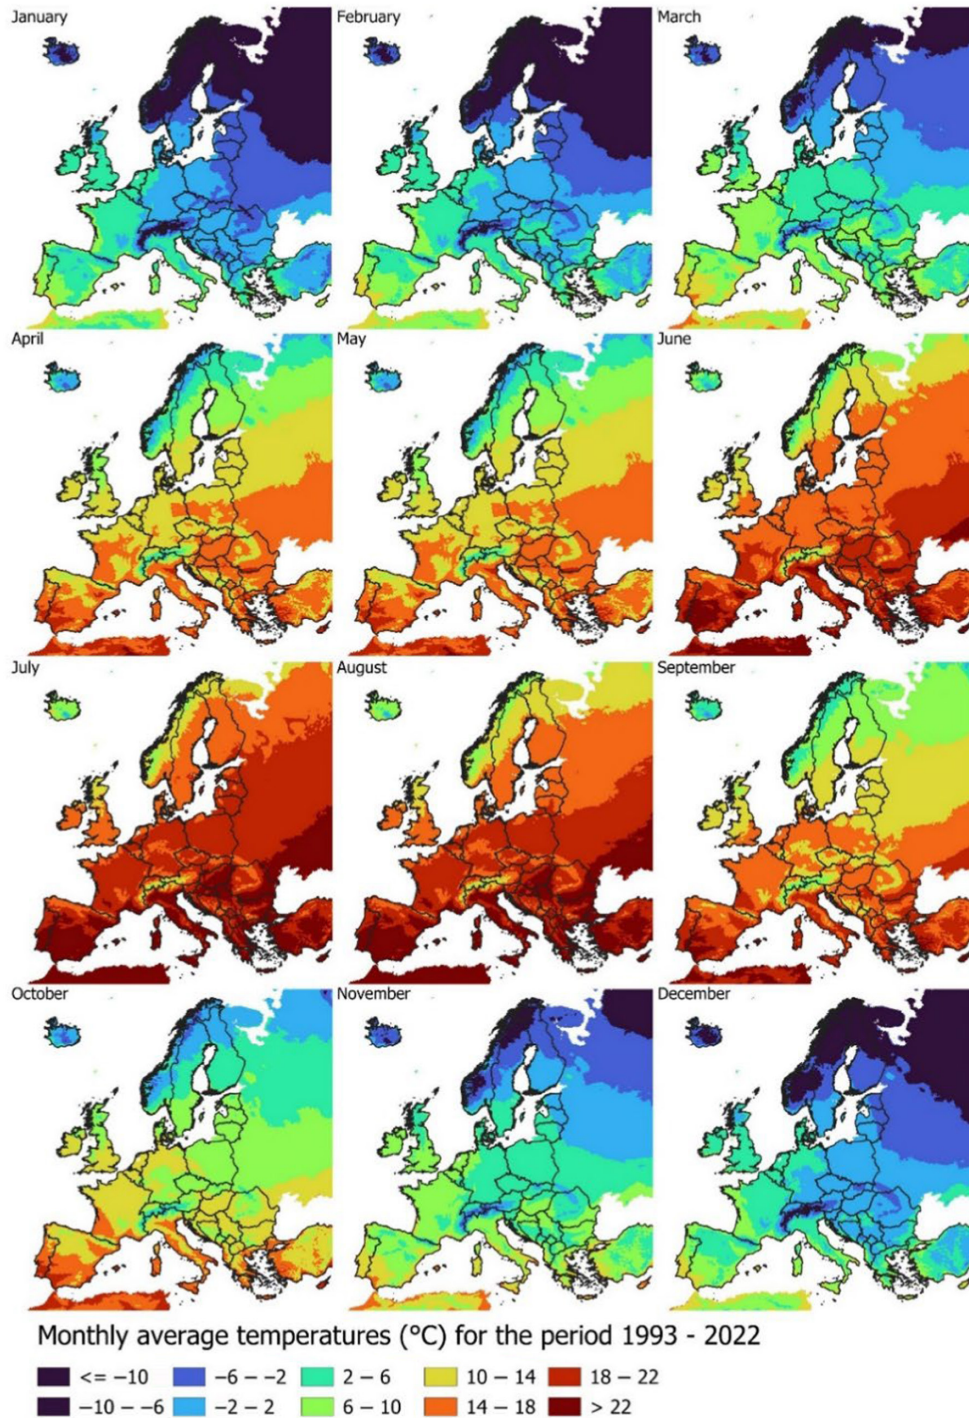 January February March
April May June
July August September
October November December
Monthly average temperatures (°C) for the period 1993 - 2022
<= −10 −6 – −2 2 – 6 10 – 14 18 – 22
−10 – −6 −2 – 2 6 – 10 14 – 18 > 22